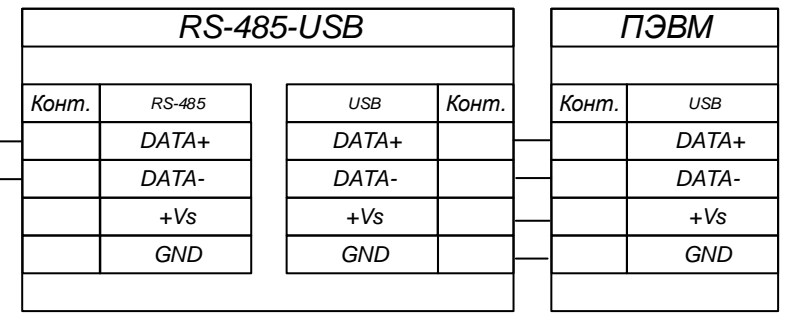 RS-485-USB ПЭВМ
Конт. RS-485 USB Конт. Конт. USB
DATA+ DATA+ DATA+
DATA- DATA- DATA-
+Vs +Vs +Vs
GND GND GND